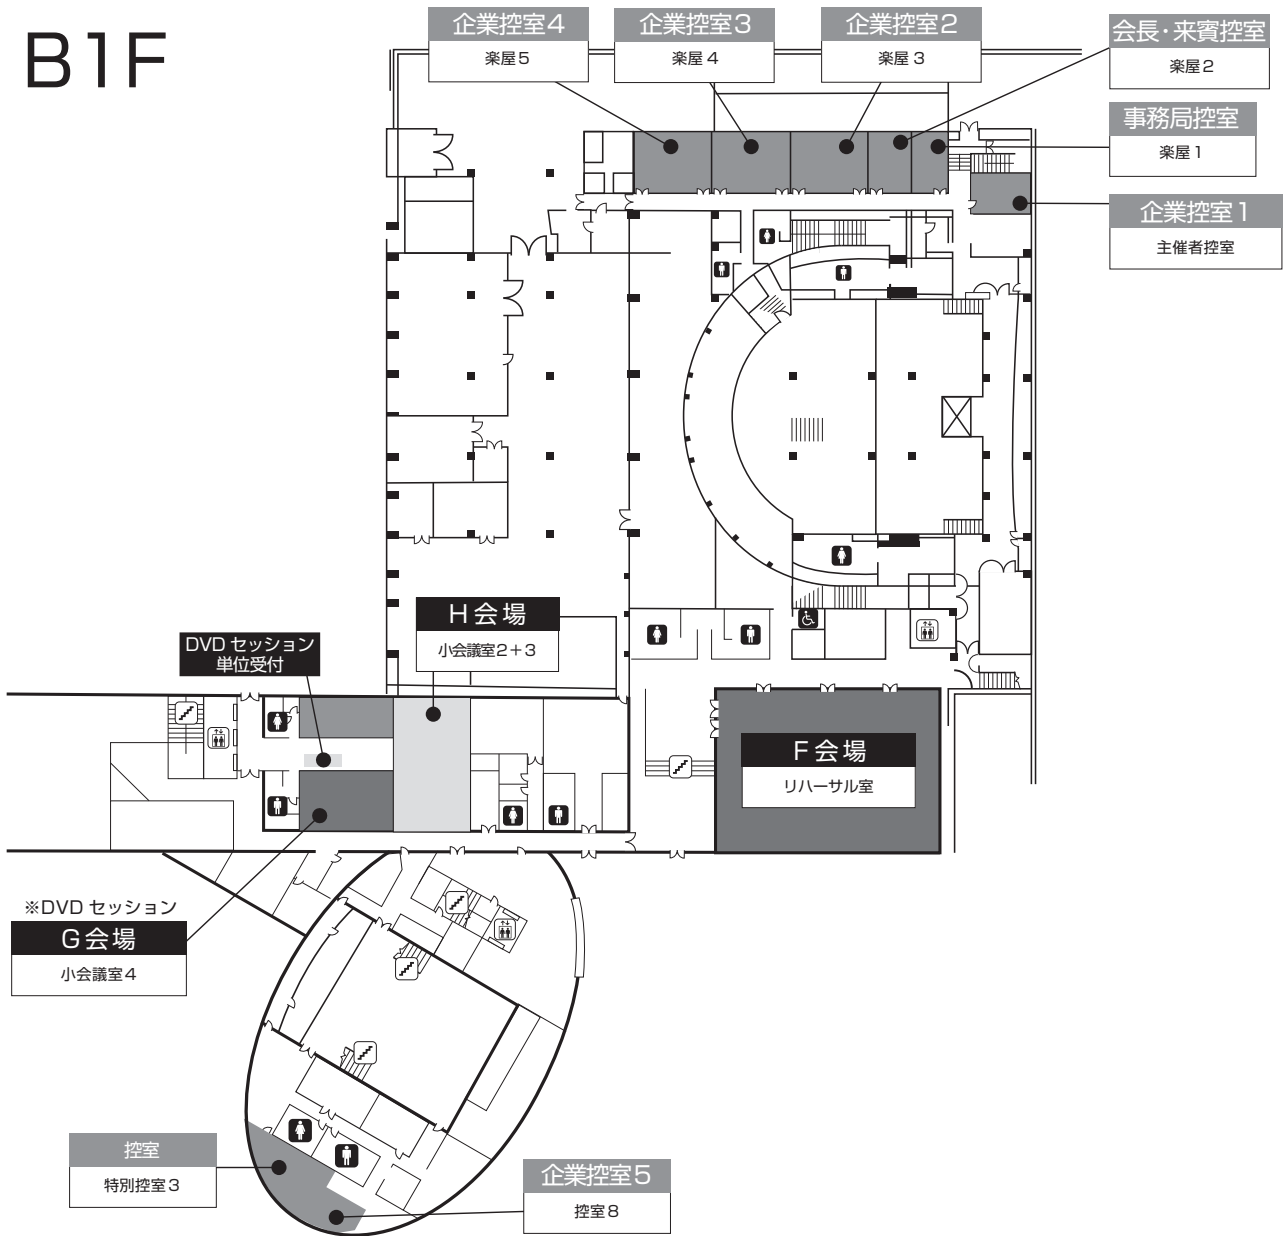 B1F
企業控室4
楽屋5
企業控室3
楽屋4
企業控室2
楽屋3
会長・来賓控室
楽屋2
事務局控室
楽屋1
企業控室1
主催者控室
H会場
小会議室2+3
DVD セッション
単位受付
F会場
リハーサル室
※DVD セッション
G会場
小会議室4
控室
特別控室3
企業控室5
控室8